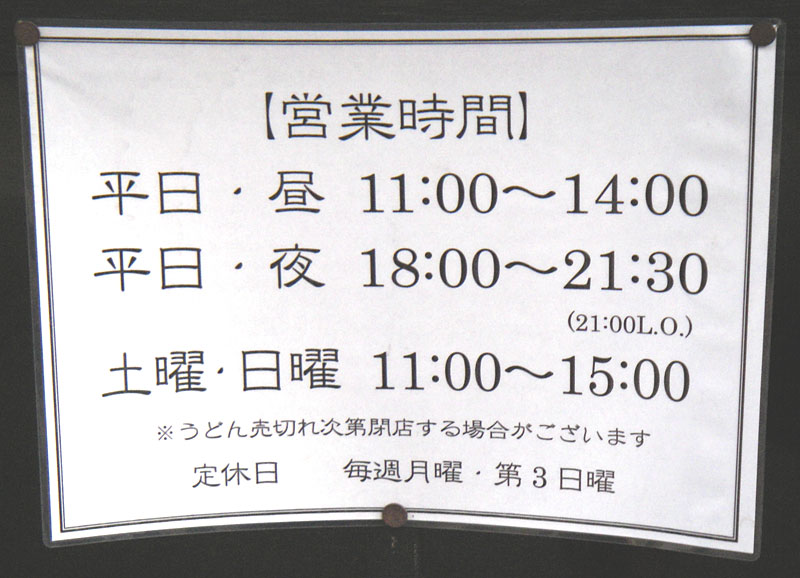 【営業時間】
平日・昼 11:00～14:00
平日・夜 18:00～21:30
(21:00L.O.)
土曜・日曜 11:00～15:00
※うどん売切れ次第閉店する場合がございます
定休日 毎週月曜・第3日曜